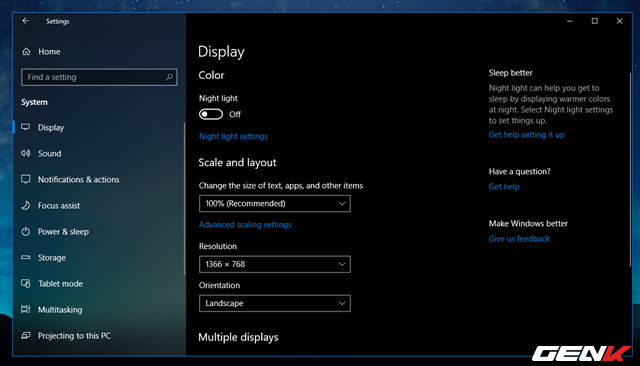 Settings
Home
Find a setting
System
Display
Sound
Notifications & actions
Focus assist
Power & sleep
Storage
Tablet mode
Multitasking
Projecting to this PC
Display
Color
Night light
Off
Night light settings
Scale and layout
Change the size of text, apps, and other items
100% (Recommended)
Advanced scaling settings
Resolution
1366 × 768
Orientation
Landscape
Multiple displays
Sleep better
Night light can help you get to
sleep by displaying warmer colors
at night. Select Night light settings
to set things up.
Get help setting it up
Have a question?
Get help
Make Windows better
Give us feedback
GENK